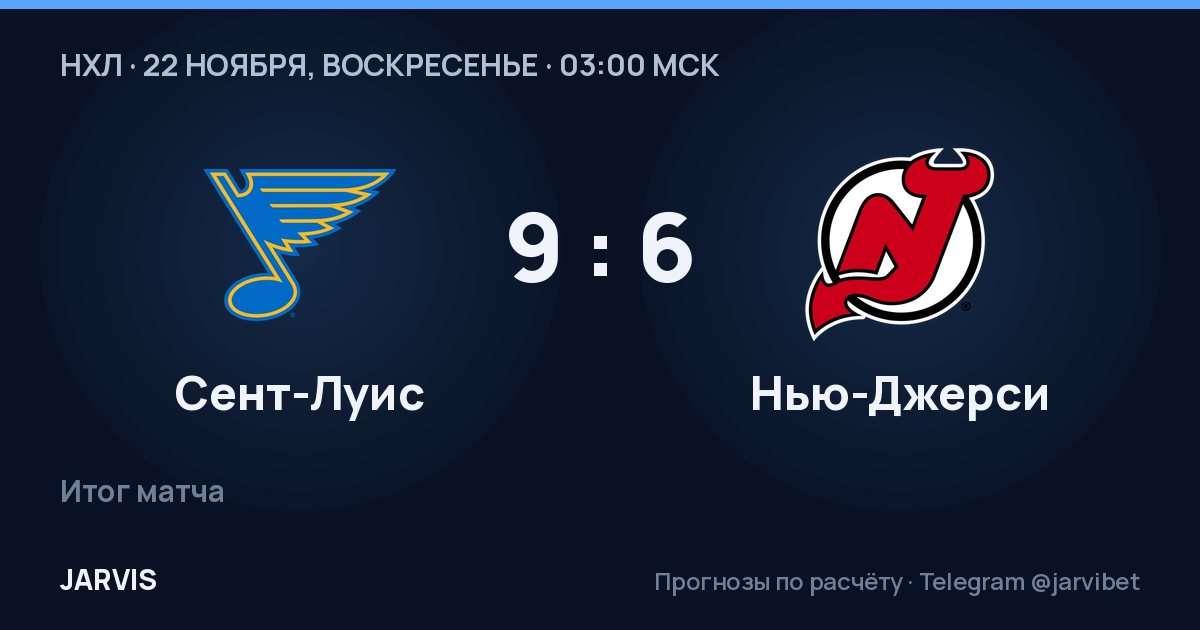 НХЛ · 22 НОЯБРЯ, ВОСКРЕСЕНЬЕ · 03:00 МСК
9 : 6
Сент-Луис
Нью-Джерси
Итог матча
JARVIS
Прогнозы по расчёту · Telegram @jarvibet